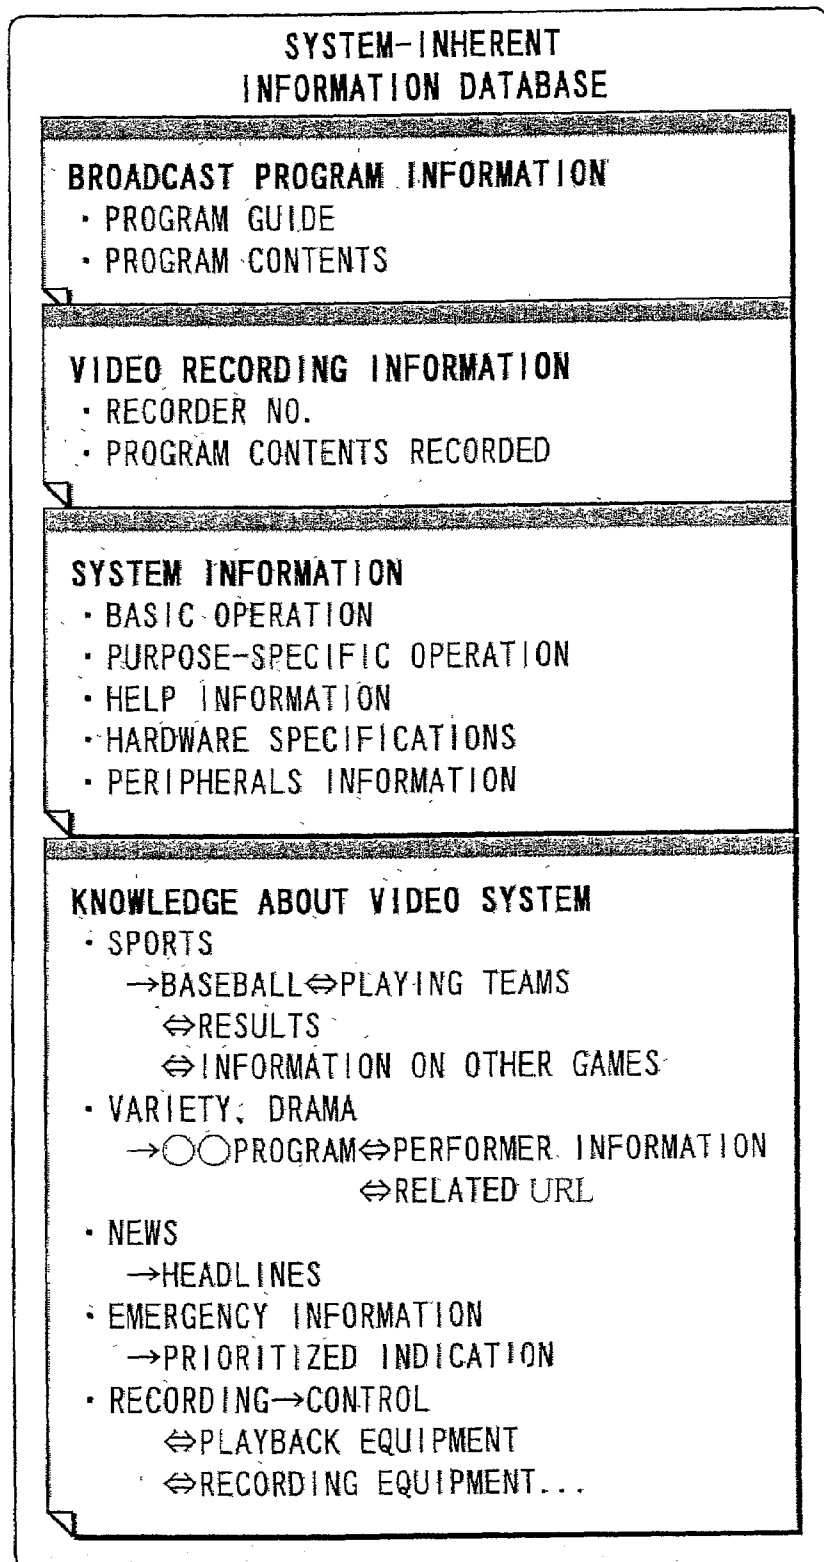 SYSTEM-INHERENT
INFORMATION DATABASE
BROADCAST PROGRAM INFORMATION
・PROGRAM GUIDE
・PROGRAM CONTENTS
VIDEO RECORDING INFORMATION
・RECORDER NO.
・PROGRAM CONTENTS RECORDED
SYSTEM INFORMATION
・BASIC OPERATION
・PURPOSE-SPECIFIC OPERATION
・HELP INFORMATION
・HARDWARE SPECIFICATIONS
・PERIPHERALS INFORMATION
KNOWLEDGE ABOUT VIDEO SYSTEM
・SPORTS
→BASEBALL⇔PLAYING TEAMS
⇔RESULTS
⇔INFORMATION ON OTHER GAMES
・VARIETY, DRAMA
→○○PROGRAM⇔PERFORMER INFORMATION
⇔RELATED URL
・NEWS
→HEADLINES
・EMERGENCY INFORMATION
→PRIORITIZED INDICATION
・RECORDING→CONTROL
⇔PLAYBACK EQUIPMENT
⇔RECORDING EQUIPMENT...